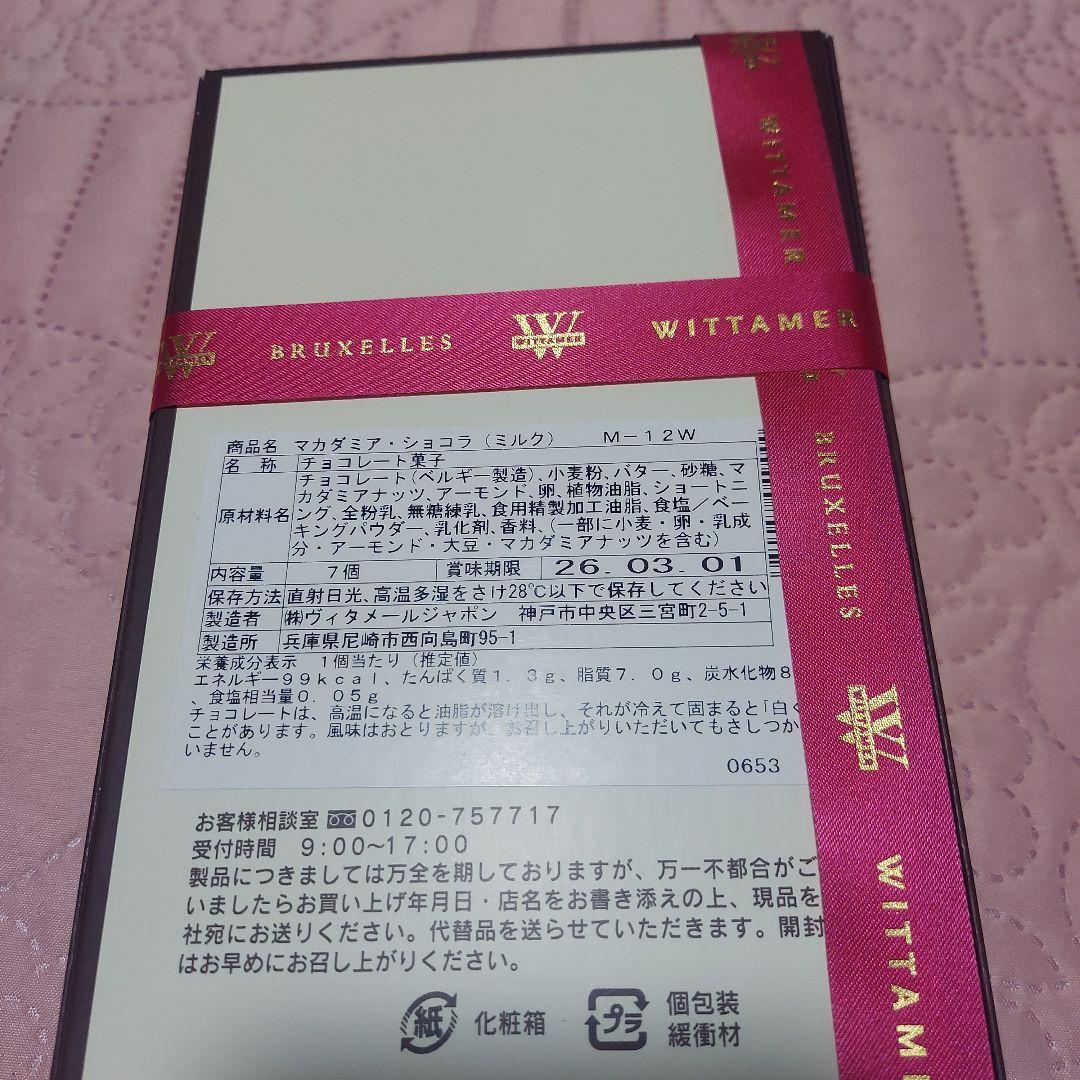 WITTAMER
BRUXELLES
WITTAMER
WITTAMER
BRUXELLES
商品名 マカダミア・ショコラ（ミルク） M－12W
名 称 チョコレート菓子
原材料名 チョコレート（ベルギー製造）、小麦粉、バター、砂糖、マ
カダミアナッツ、アーモンド、卵、植物油脂、ショートニ
ング、全粉乳、無糖練乳、食用精製加工油脂、食塩／ベー
キングパウダー、乳化剤、香料、（一部に小麦・卵・乳成
分・アーモンド・大豆・マカダミアナッツを含む）
内容量 7個 賞味期限 26.03.01
保存方法 直射日光、高温多湿をさけ28℃以下で保存してください
製造者 ㈱ヴィタメールジャポン 神戸市中央区三宮町2-5-1
製造所 兵庫県尼崎市西向島町95-1
栄養成分表示 1個当たり（推定値）
エネルギー99kcal、たんぱく質1.3g、脂質7.0g、炭水化物8
、食塩相当量0.05g
チョコレートは、高温になると油脂が溶け出し、それが冷えて固まると「白く
ことがあります。風味はおとりますが、お召し上がりいただいてもさしつか
いません。
0653
WITTAMER
お客様相談室 0120-757717
受付時間 9:00～17:00
製品につきましては万全を期しておりますが、万一不都合がご
いましたらお買い上げ年月日・店名をお書き添えの上、現品を
社宛にお送りください。代替品を送らせていただきます。開封
はお早めにお召し上がりください。
紙 化粧箱
プラ 個包装
緩衝材
WITTAM